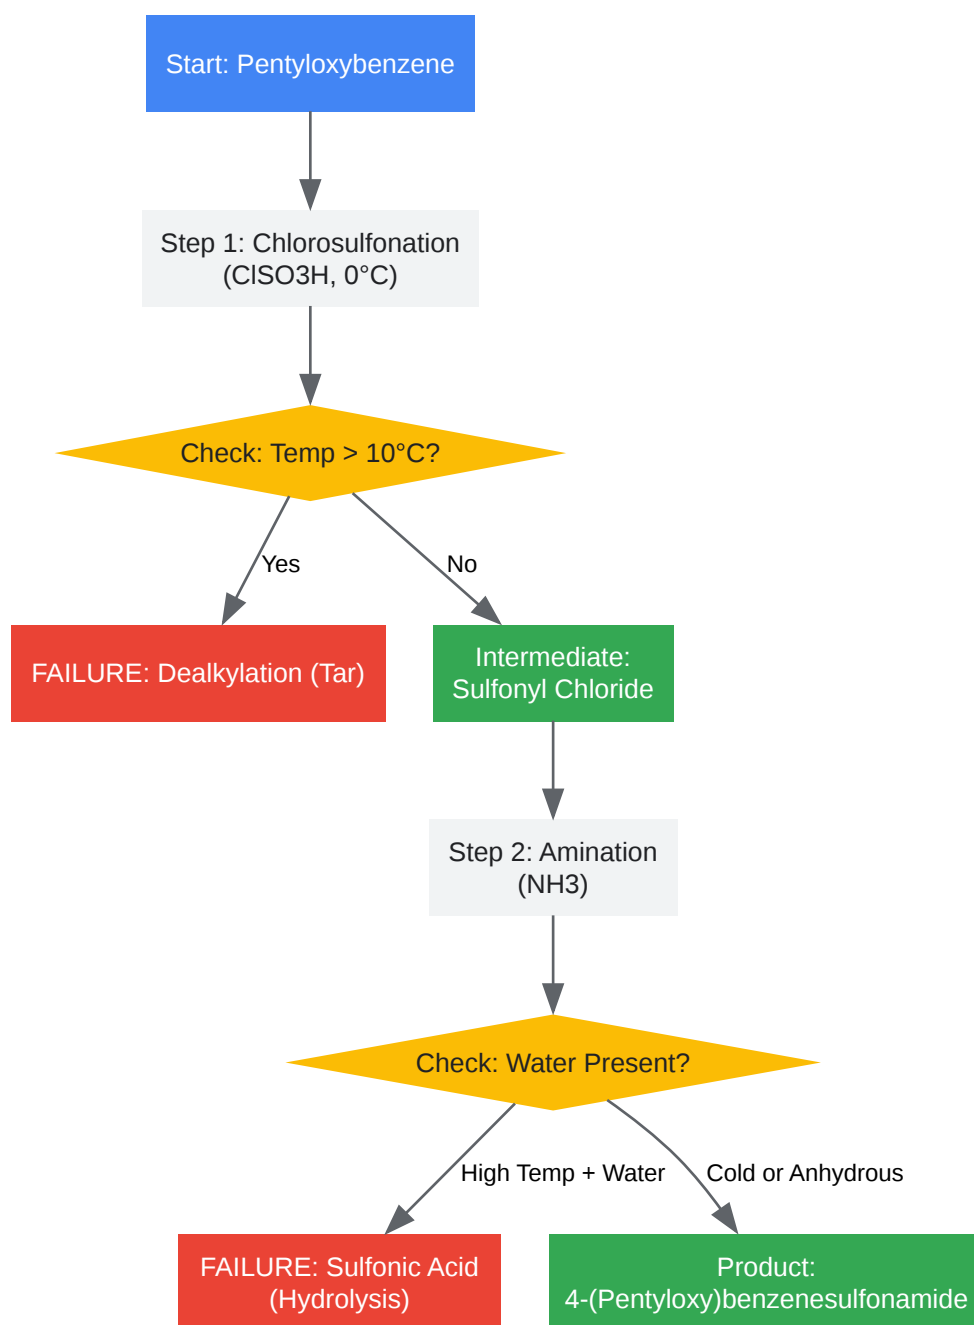 Start: Pentyloxybenzene
Step 1: Chlorosulfonation
(ClSO3H, 0°C)
Check: Temp > 10°C?
Yes
No
FAILURE: Dealkylation (Tar)
Intermediate:
Sulfonyl Chloride
Step 2: Amination
(NH3)
Check: Water Present?
High Temp + Water
Cold or Anhydrous
FAILURE: Sulfonic Acid
(Hydrolysis)
Product:
4-(Pentyloxy)benzenesulfonamide